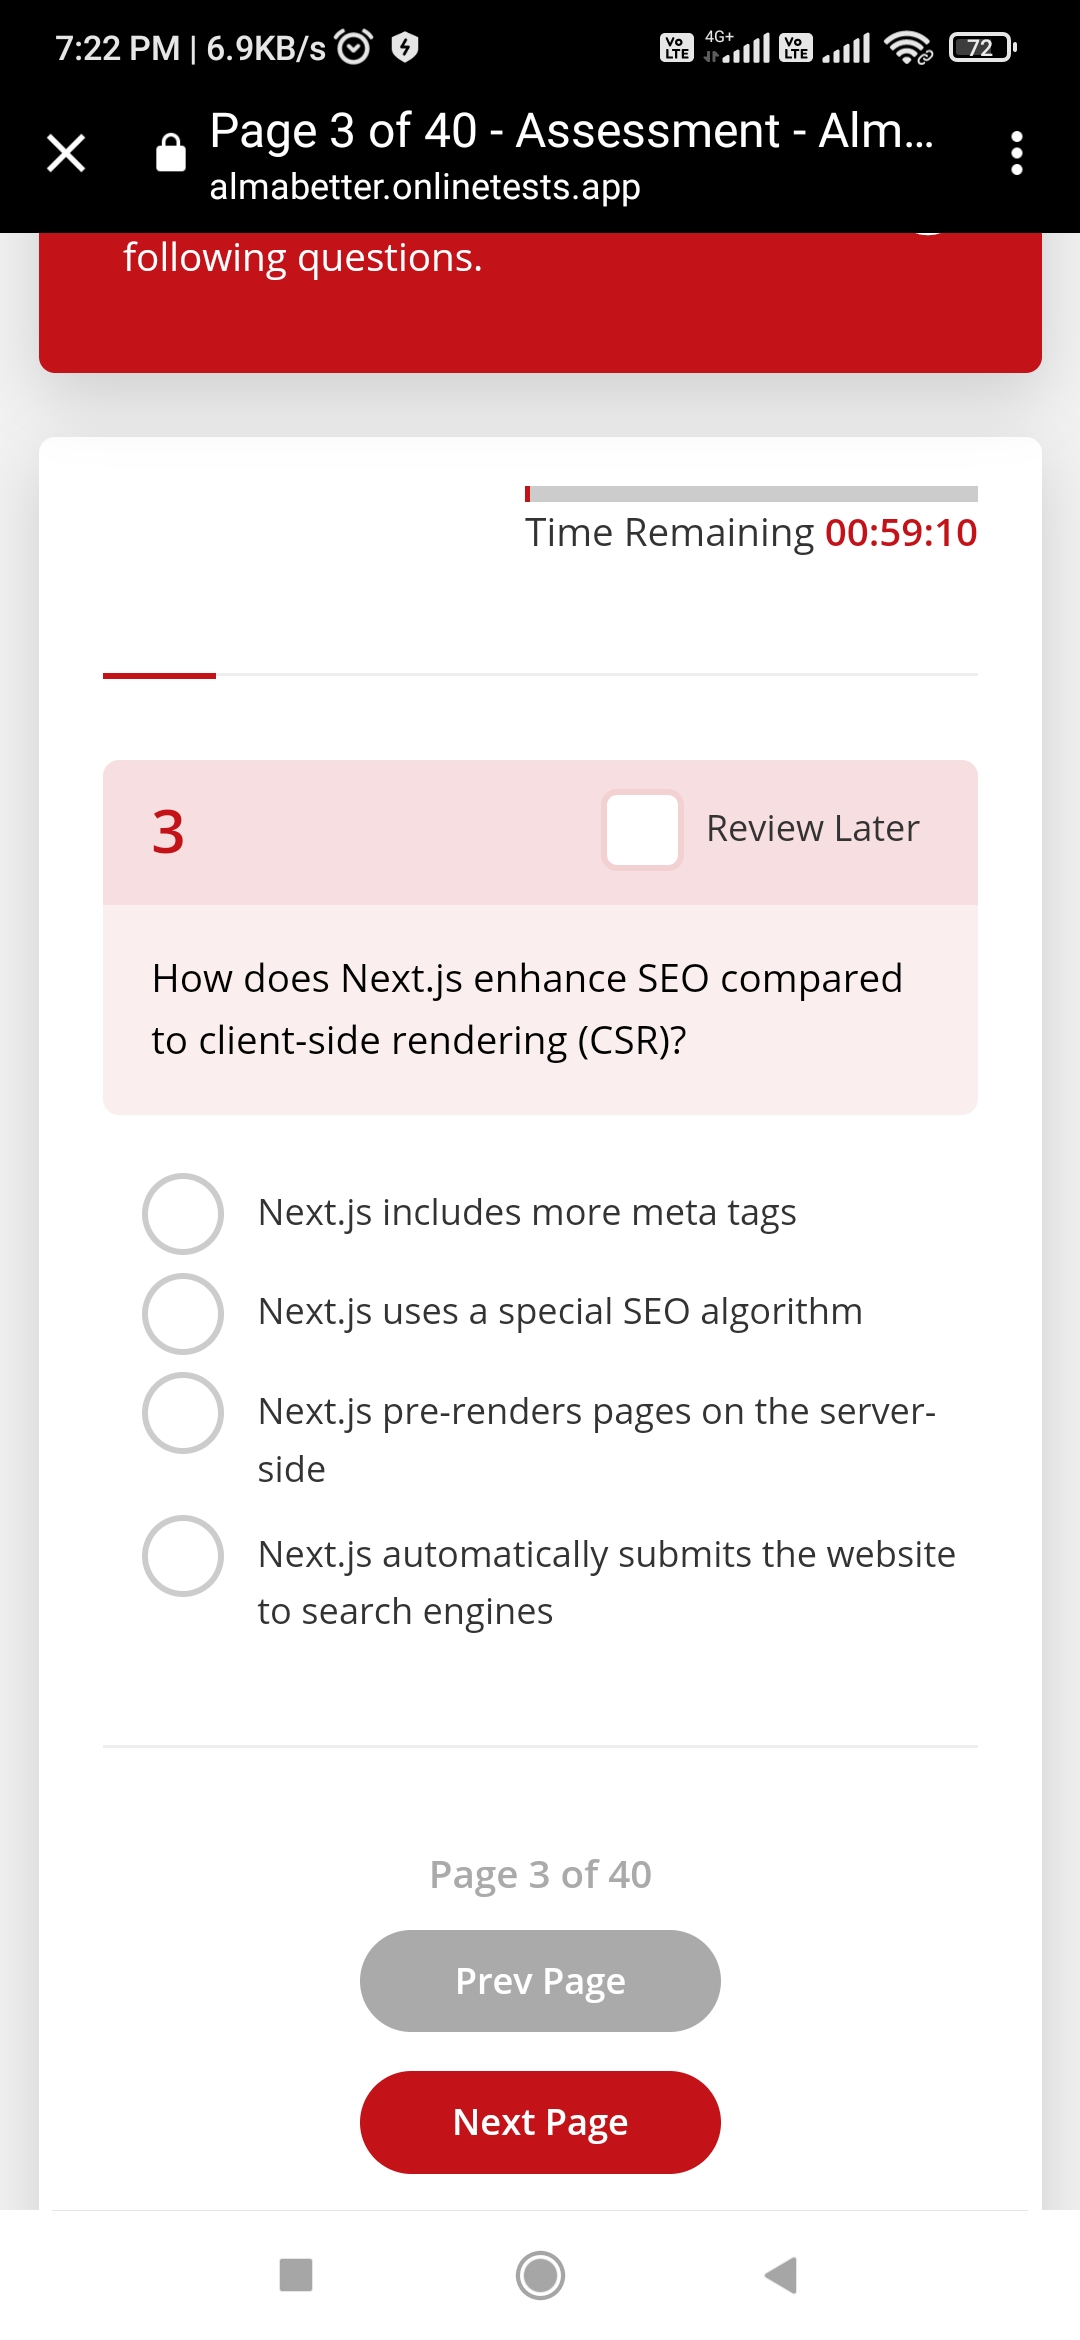 7:22 PM | 6.9KB/s
Vo LTE 4G+ Vo LTE 72
Page 3 of 40 - Assessment - Alm...
almabetter.onlinetests.app
following questions.
Time Remaining 00:59:10
3
Review Later
How does Next.js enhance SEO compared
to client-side rendering (CSR)?
Next.js includes more meta tags
Next.js uses a special SEO algorithm
Next.js pre-renders pages on the server-
side
Next.js automatically submits the website
to search engines
Page 3 of 40
Prev Page
Next Page